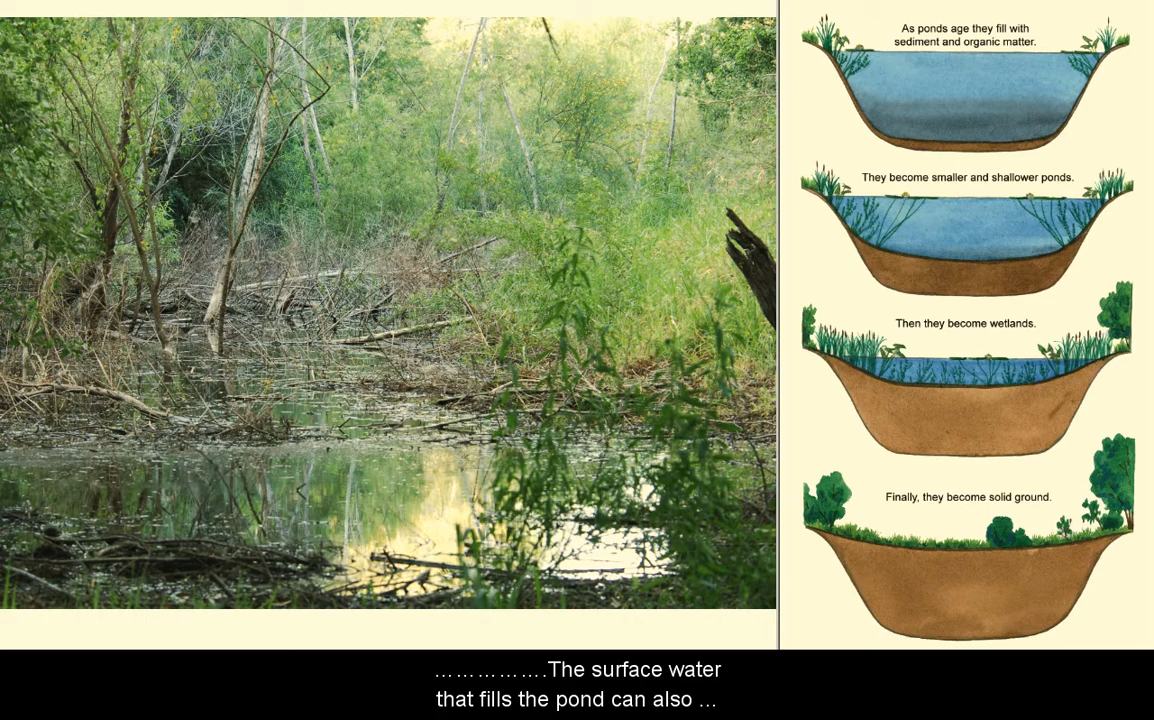 As ponds age they fill with
sediment and organic matter.
They become smaller and shallower ponds.
Then they become wetlands.
Finally, they become solid ground.
…………….The surface water
that fills the pond can also ...